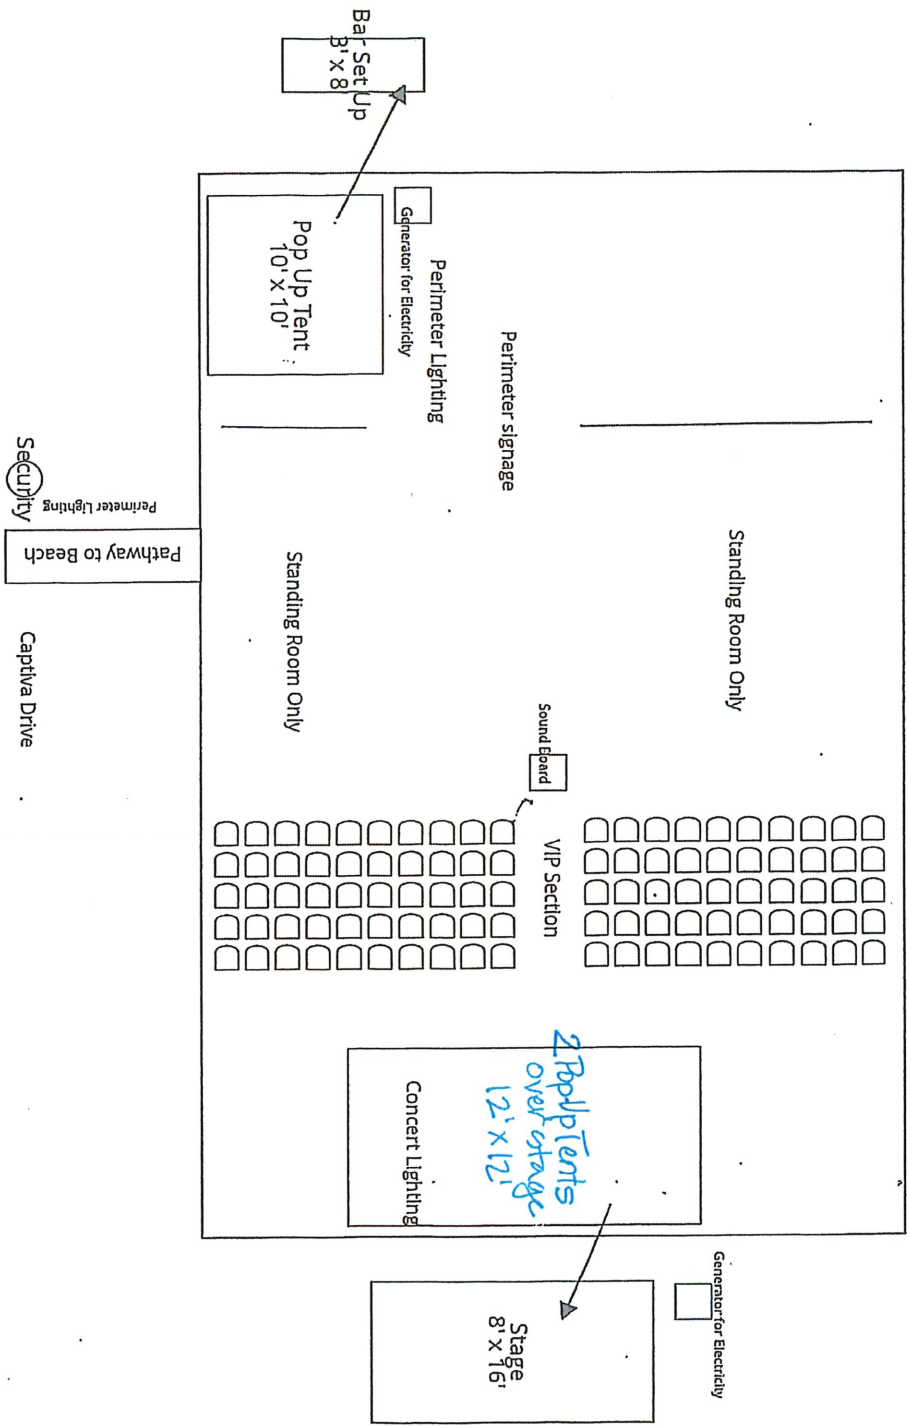 Bar Set Up
3' x 8
Pop Up Tent
10' x 10'
Generator for Electricity
Perimeter Lighting
Perimeter signage
Security
Perimeter Lighting
Pathway to Beach
Captiva Drive
Standing Room Only
Standing Room Only
Sound Board
VIP Section
2 PopUp Tents
over stage
12' x 12'
Concert Lighting
Stage
8' x 16'
Generator for Electricity